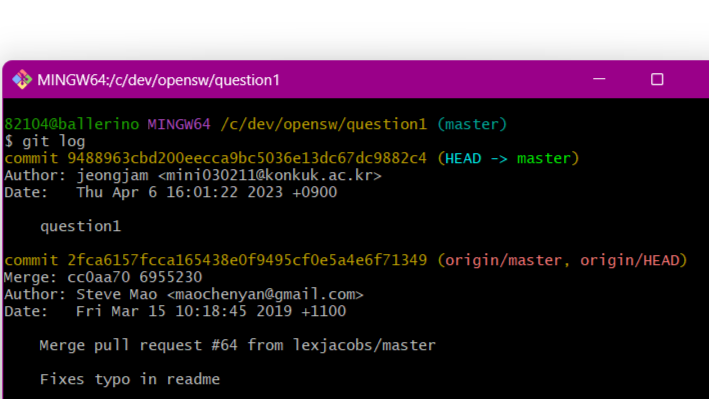 MINGW64:/c/dev/opensw/question1
82104@ballerino MINGW64 /c/dev/opensw/question1 (master)
$ git log
commit 9488963cbd200eecca9bc5036e13dc67dc9882c4 (HEAD -> master)
Author: jeongjam <mini030211@konkuk.ac.kr>
Date:   Thu Apr 6 16:01:22 2023 +0900
question1
commit 2fca6157fcca165438e0f9495cf0e5a4e6f71349 (origin/master, origin/HEAD)
Merge: cc0aa70 6955230
Author: Steve Mao <maochenyan@gmail.com>
Date:   Fri Mar 15 10:18:45 2019 +1100
Merge pull request #64 from lexjacobs/master
Fixes typo in readme